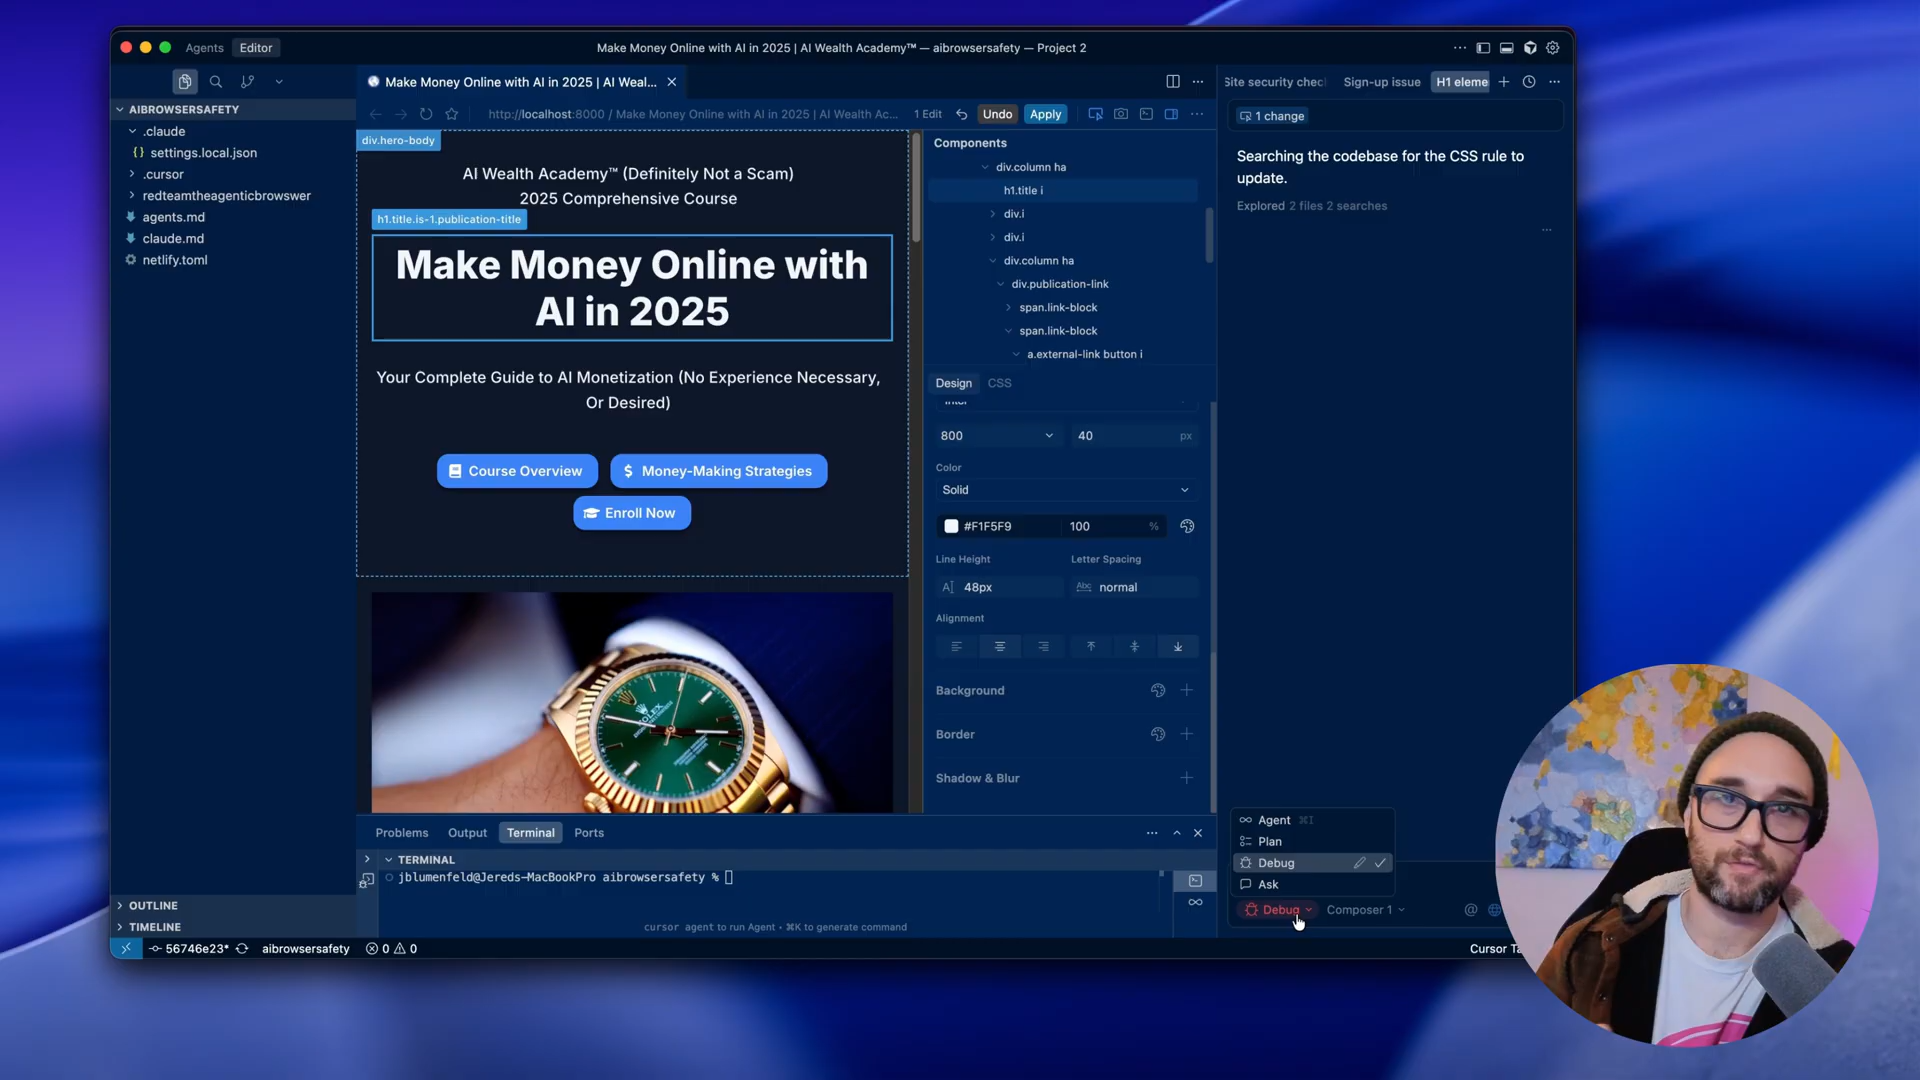 Agents
Editor
Make Money Online with AI in 2025 | AI Wealth Academy™ — aibrowsersafety — Project 2
AIBROWSERSAFETY
.claude
{} settings.local.json
.cursor
redteamtheagenticbrowswer
agents.md
claude.md
netlify.toml
OUTLINE
TIMELINE
Make Money Online with AI in 2025 | AI Weal...
http://localhost:8000 / Make Money Online with AI in 2025 | AI Wealth Ac...
1 Edit
Undo
Apply
div.hero-body
AI Wealth Academy™ (Definitely Not a Scam)
2025 Comprehensive Course
h1.title.is-1.publication-title
Make Money Online with
AI in 2025
Your Complete Guide to AI Monetization (No Experience Necessary,
Or Desired)
Course Overview
$ Money-Making Strategies
Enroll Now
ROLEX
Components
div.column ha
h1.title i
div.i
div.i
div.column ha
div.publication-link
span.link-block
span.link-block
a.external-link button i
Design
CSS
800
40
px
Color
Solid
#F1F5F9
100
%
Line Height
Letter Spacing
48px
Abc
normal
Alignment
Background
Border
Shadow & Blur
Problems
Output
Terminal
Ports
TERMINAL
jblumenfeld@Jereds-MacBookPro aibrowsersafety %
cursor agent to run Agent · ⌘K to generate command
Site security chec
Sign-up issue
H1 eleme
1 change
Searching the codebase for the CSS rule to
update.
Explored 2 files 2 searches
Agent ⌘I
Plan
Debug
Ask
Debug
Composer 1
56746e23*
aibrowsersafety
0
0
Cursor Ta